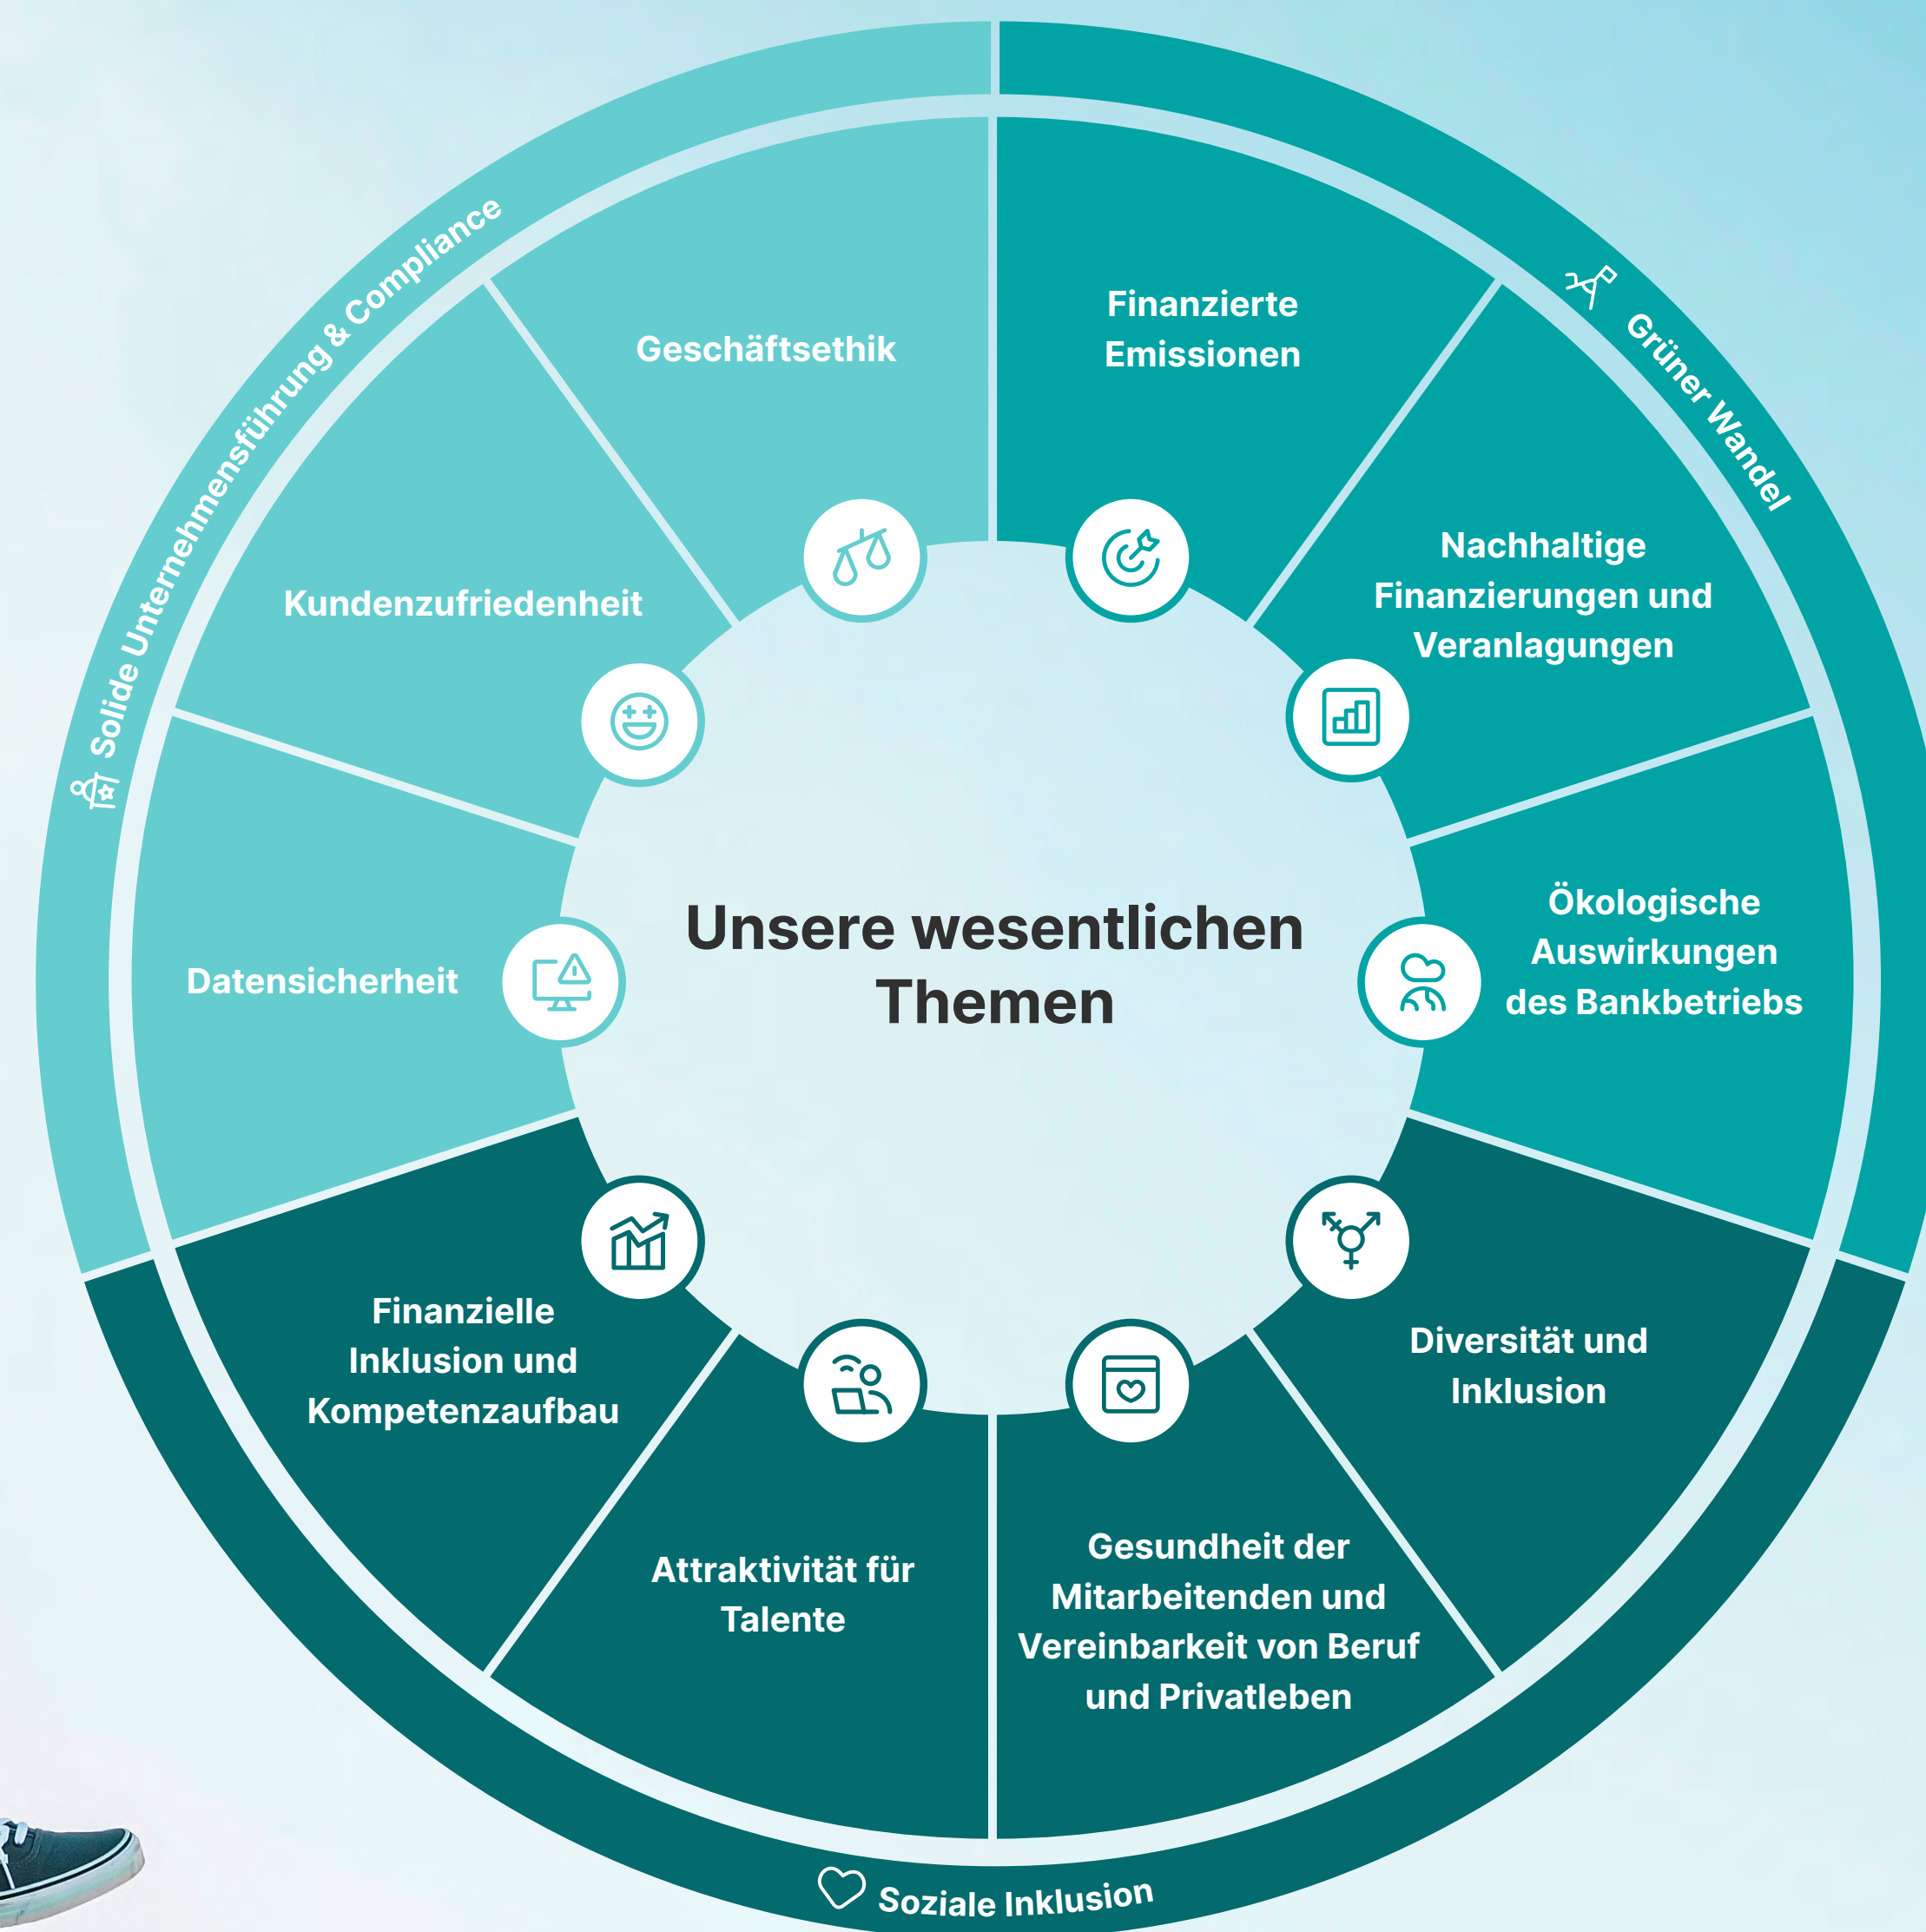 Unsere wesentlichen
Themen
Grüner Wandel
Finanzierte
Emissionen
Nachhaltige
Finanzierungen und
Veranlagungen
Ökologische
Auswirkungen
des Bankbetriebs
Soziale Inklusion
Diversität und
Inklusion
Gesundheit der
Mitarbeitenden und
Vereinbarkeit von Beruf
und Privatleben
Attraktivität für
Talente
Finanzielle
Inklusion und
Kompetenzaufbau
Solide Unternehmensführung & Compliance
Datensicherheit
Kundenzufriedenheit
Geschäftsethik